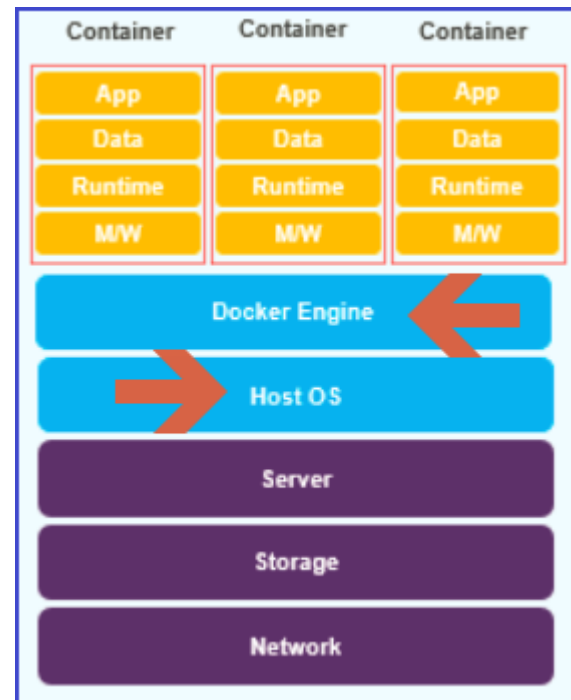 Container Container Container
App App App
Data Data Data
Runtime Runtime Runtime
M/W M/W M/W
Docker Engine
Host OS
Server
Storage
Network